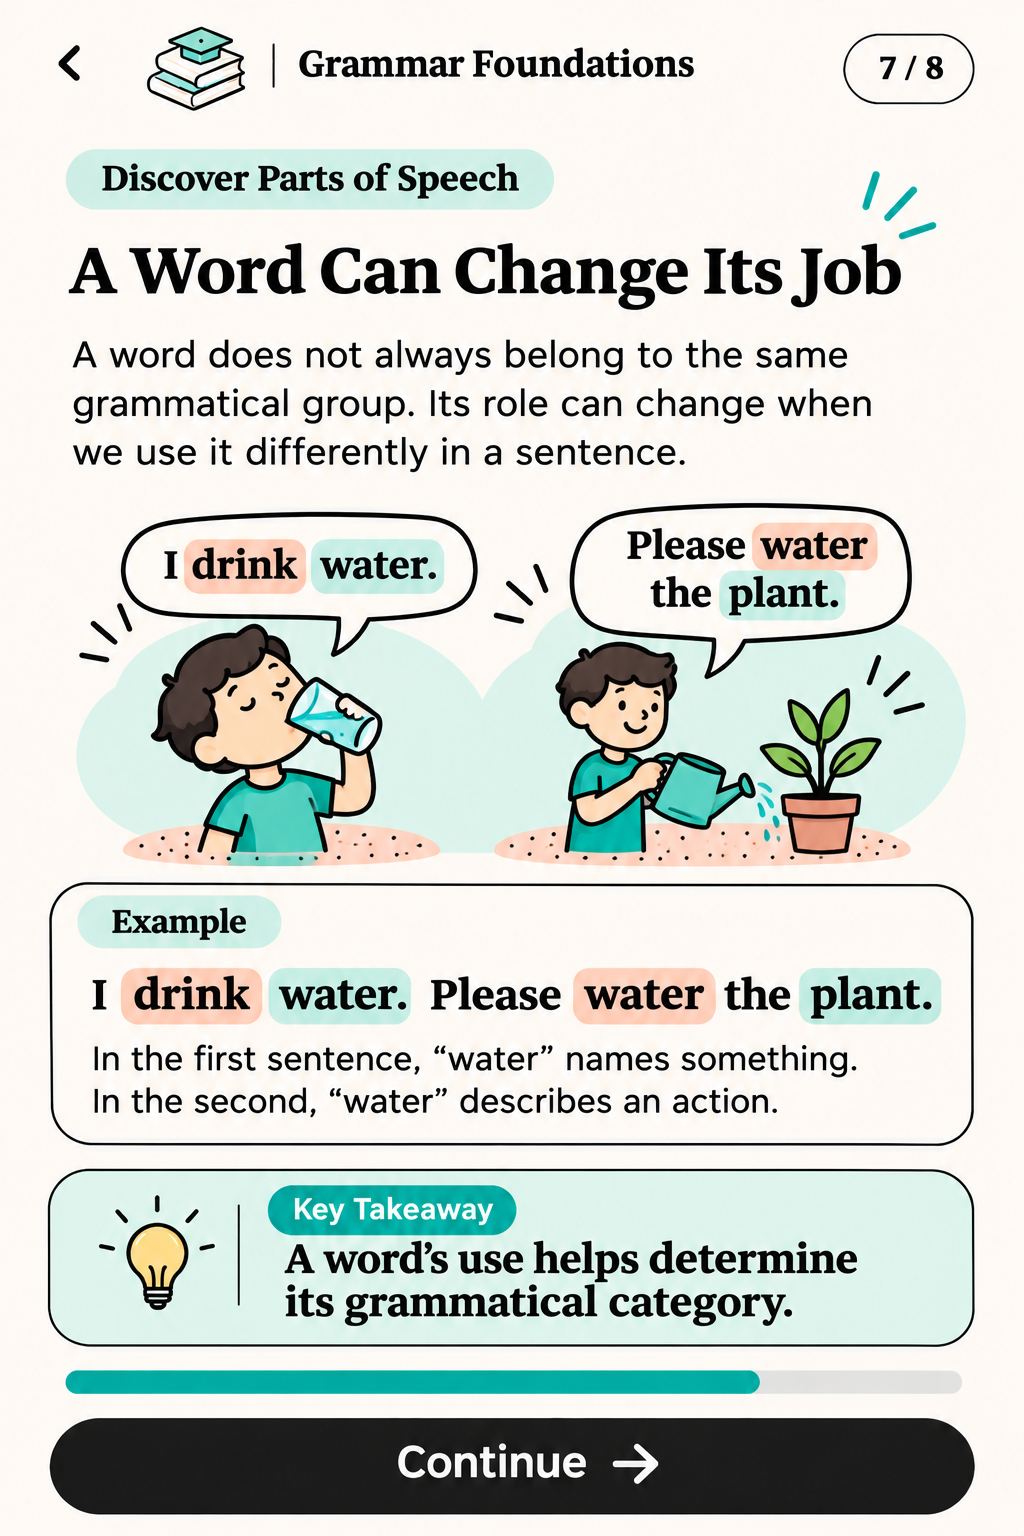 Grammar Foundations
7 / 8
Discover Parts of Speech
A Word Can Change Its Job
A word does not always belong to the same
grammatical group. Its role can change when
we use it differently in a sentence.
I drink water.
Please water
the plant.
Example
I drink water. Please water the plant.
In the first sentence, “water” names something.
In the second, “water” describes an action.
Key Takeaway
A word’s use helps determine
its grammatical category.
Continue →